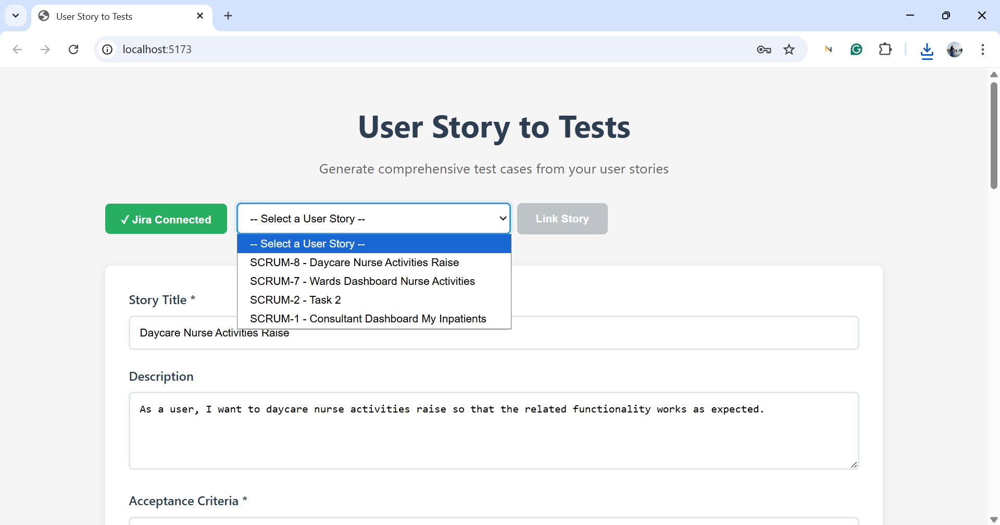 User Story to Tests
localhost:5173
User Story to Tests
Generate comprehensive test cases from your user stories
✓ Jira Connected
-- Select a User Story --
Link Story
-- Select a User Story --
SCRUM-8 - Daycare Nurse Activities Raise
SCRUM-7 - Wards Dashboard Nurse Activities
SCRUM-2 - Task 2
SCRUM-1 - Consultant Dashboard My Inpatients
Story Title *
Daycare Nurse Activities Raise
Description
As a user, I want to daycare nurse activities raise so that the related functionality works as expected.
Acceptance Criteria *